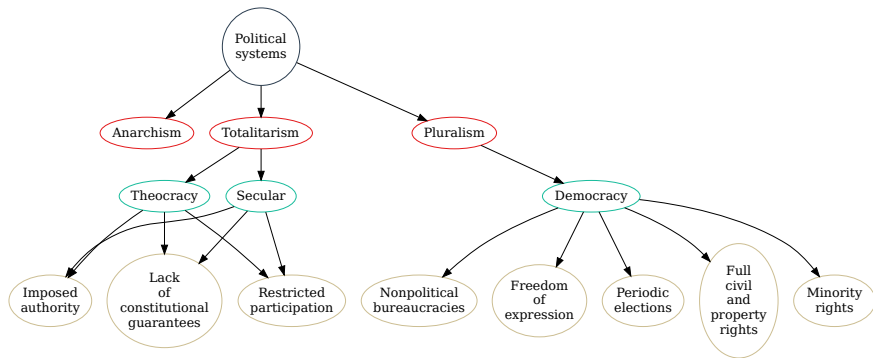 Political
systems
Anarchism
Totalitarism
Pluralism
Theocracy
Secular
Democracy
Imposed
authority
Lack
of
constitutional
guarantees
Restricted
participation
Nonpolitical
bureaucracies
Freedom
of
expression
Periodic
elections
Full
civil
and
property
rights
Minority
rights